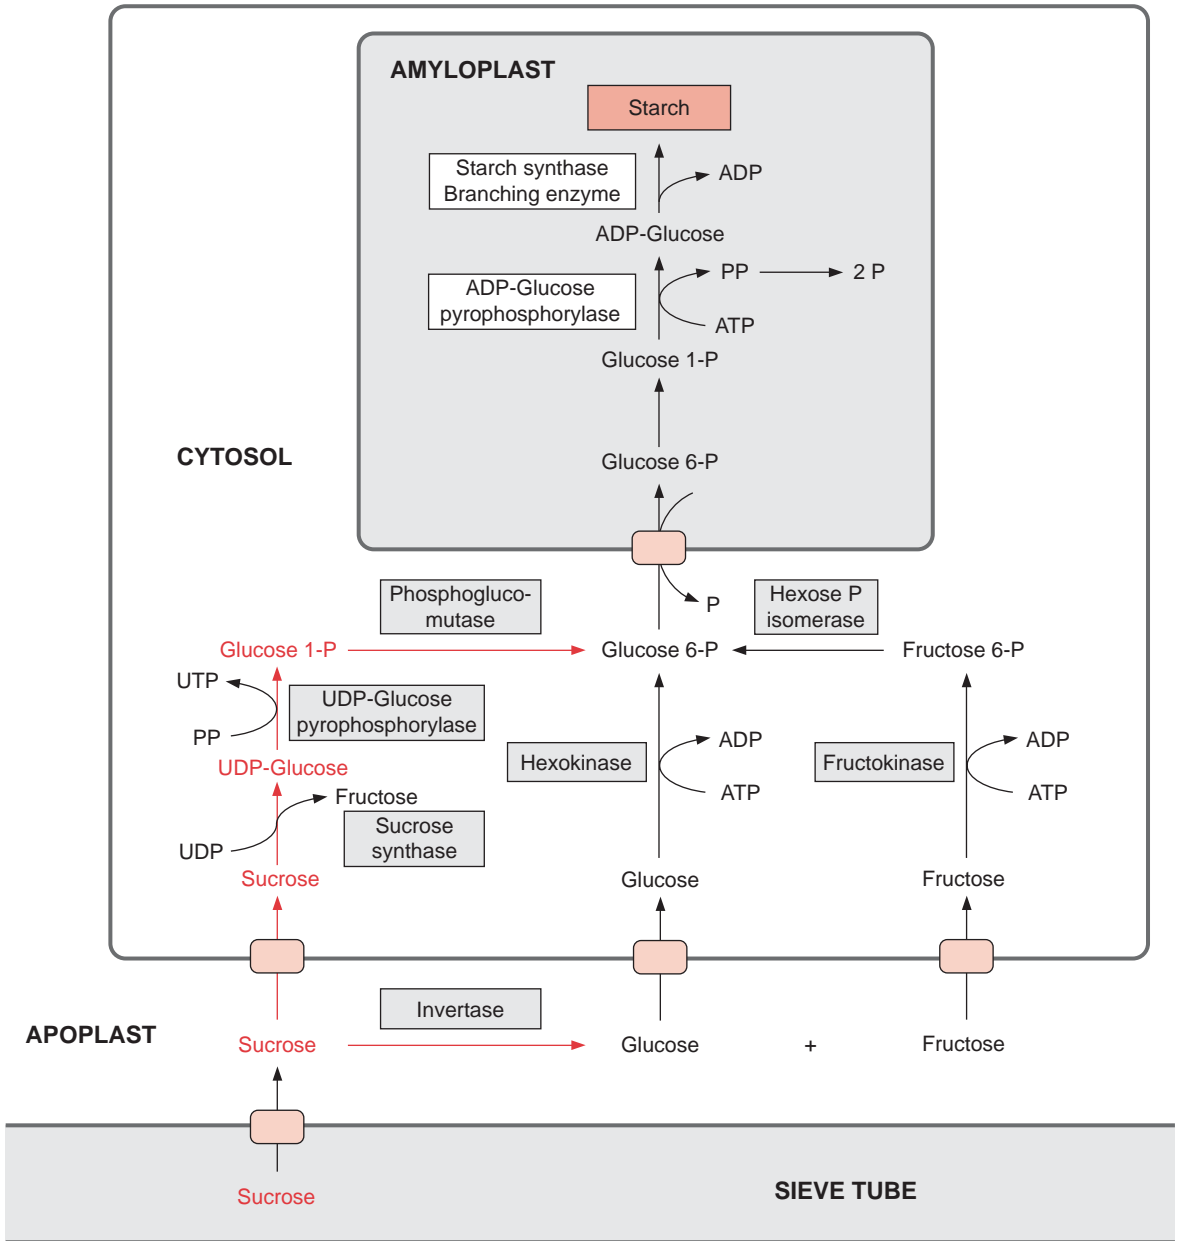 AMYLOPLAST
Starch
Starch synthase
Branching enzyme
ADP
ADP-Glucose
ADP-Glucose
pyrophosphorylase
PP
2 P
ATP
Glucose 1-P
CYTOSOL
Glucose 6-P
Phosphogluco-
mutase
P
Hexose P
isomerase
Glucose 1-P
Glucose 6-P
Fructose 6-P
UTP
UDP-Glucose
pyrophosphorylase
PP
UDP-Glucose
Hexokinase
ADP
ATP
Fructokinase
ADP
ATP
Fructose
UDP
Sucrose
synthase
Sucrose
Glucose
Fructose
Invertase
APOPLAST
Sucrose
Glucose
+
Fructose
Sucrose
SIEVE TUBE